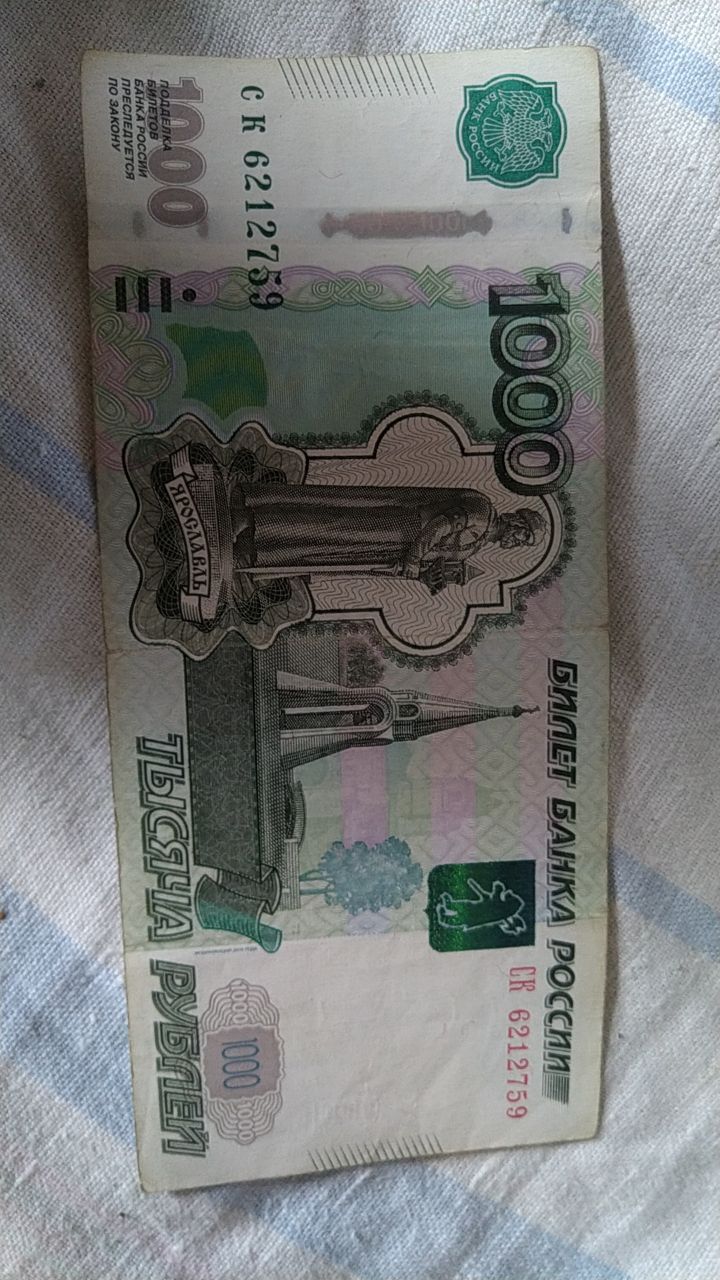 БИЛЕТ БАНКА РОССИИ
1000
СК 6212759
БАНК РОССИИ
СК 6212759
1000
ПОДДЕЛКА
БИЛЕТОВ
БАНКА РОССИИ
ПРЕСЛЕДУЕТСЯ
ПО ЗАКОНУ
ЯРОСЛАВЛЬ
1000 1000 1000
ТЫСЯЧА РУБЛЕЙ